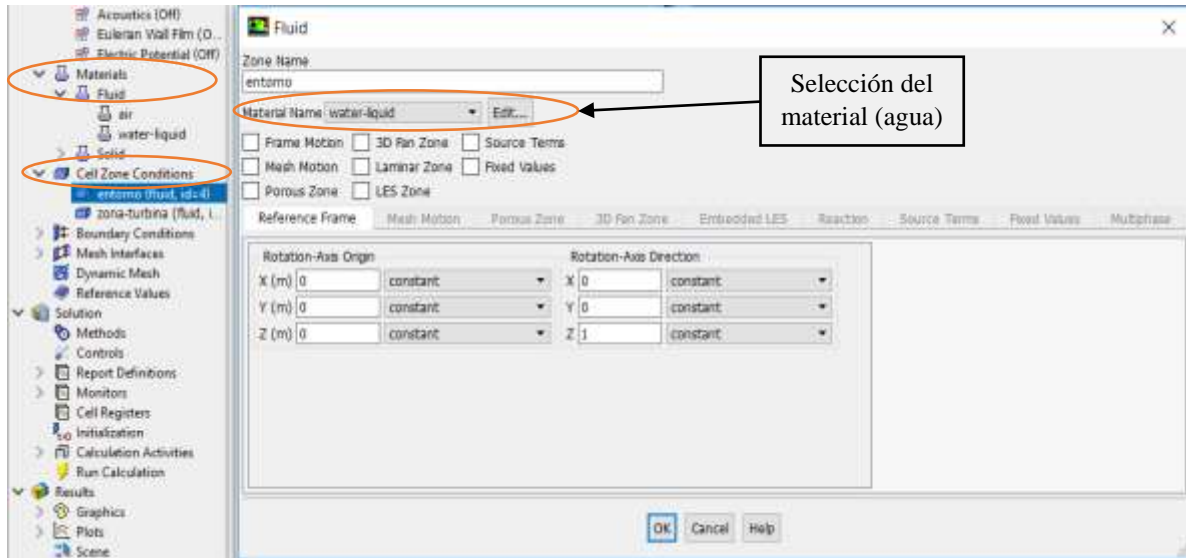 Acoustics (Off)
Euleran Wall Film (O...
Electric Potential (Off)
Materials
Fluid
air
water-liquid
Solid
Cell Zone Conditions
entorno (fluid, id=4)
zona-turbina (fluid, i...
Boundary Conditions
Mesh Interfaces
Dynamic Mesh
Reference Values
Solution
Methods
Controls
Report Definitions
Monitors
Cell Registers
Initialization
Calculation Activities
Run Calculation
Results
Graphics
Plots
Scene
Fluid
Zone Name
entorno
Material Name water-liquid Edit...
Frame Motion 3D Fan Zone Source Terms
Mesh Motion Laminar Zone Fixed Values
Porous Zone LES Zone
Reference Frame Mesh Motion Porous Zone 3D Fan Zone Embedded LES Reaction Source Terms Fixed Values Multiphase
Rotation-Axis Origin Rotation-Axis Direction
X (m) 0 constant X 0 constant
Y (m) 0 constant Y 0 constant
Z (m) 0 constant Z 1 constant
OK Cancel Help
Selección del
material (agua)